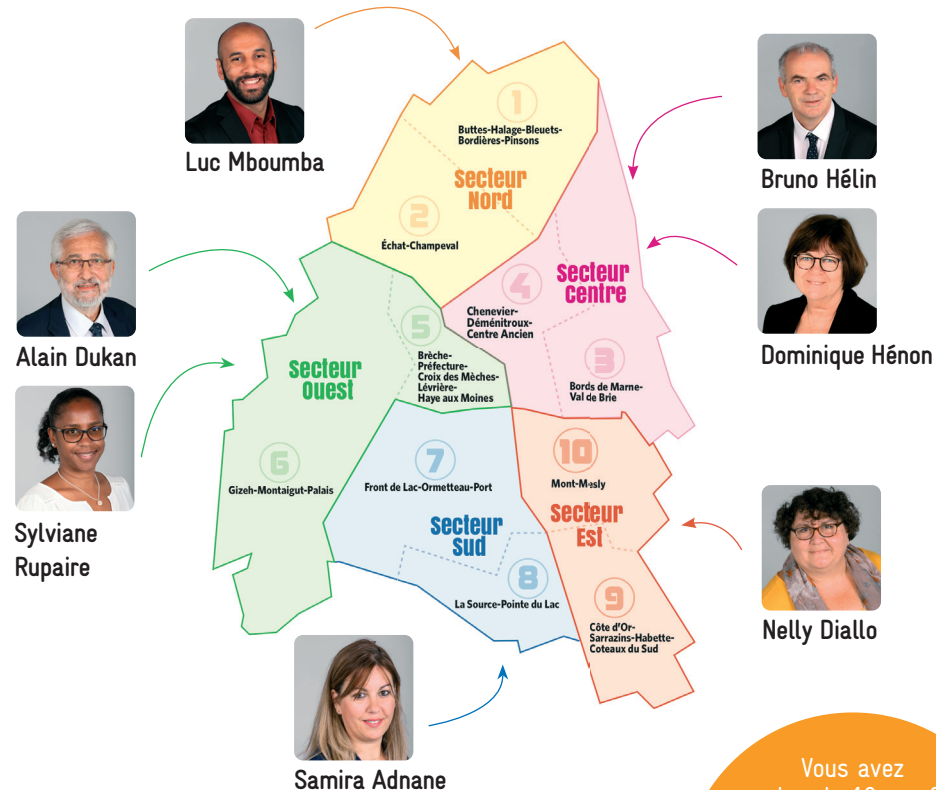 Luc Mboumba
Bruno Hélin
Alain Dukan
Dominique Hénon
Sylviane
Rupaire
Nelly Diallo
Samira Adnane
1
Buttes-Halage-Bleuets-
Bordières-Pinsons
secteur
Nord
2
Échat-Champeval
secteur
centre
4
Chenevier-
Déménitroux-
Centre Ancien
3
Bords de Marne-
Val de Brie
5
Brèche-
Préfecture-
Croix des Mèches-
Lévrière-
Haye aux Moines
secteur
ouest
6
Gizeh-Montaigut-Palais
7
Front de Lac-Ormetteau-Port
secteur
Sud
8
La Source-Pointe du Lac
10
secteur
Est
9
Côte d'Or-
Sarrazins-Habette-
Coteaux du Sud
Vous avez